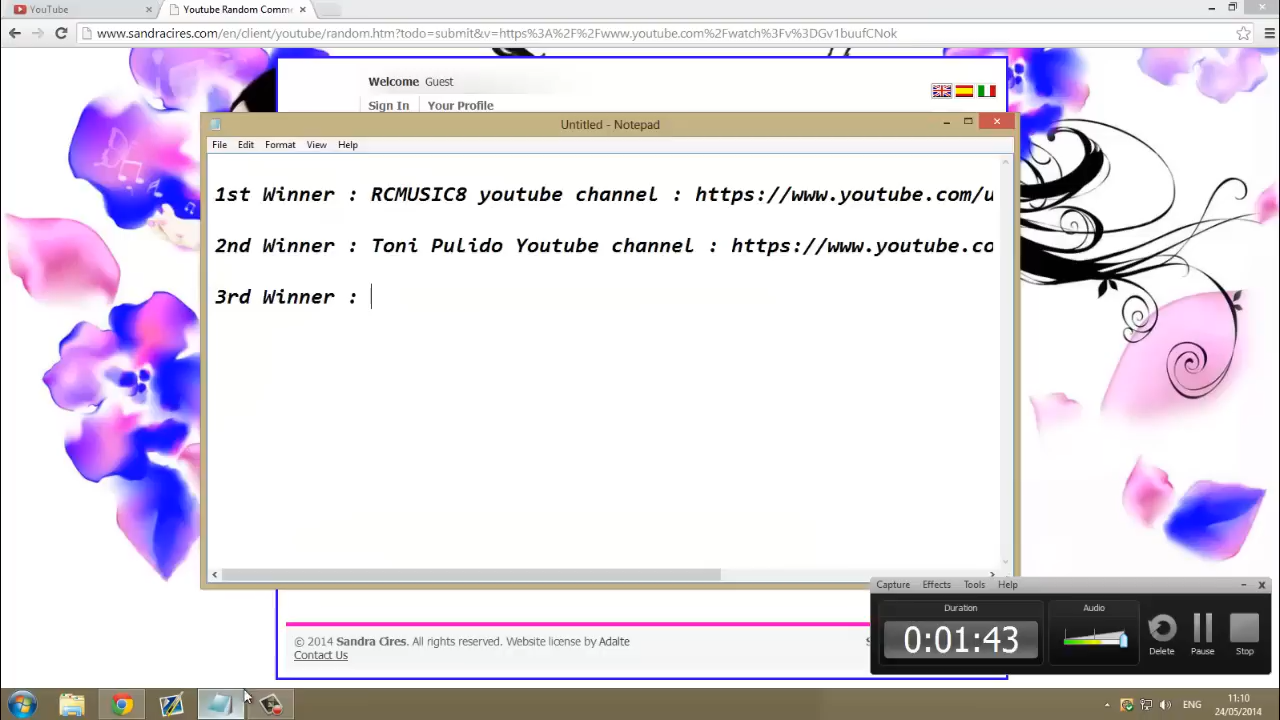 YouTube
Youtube Random Comme
www.sandracires.com/en/client/youtube/random.htm?todo=submit&v=https%3A%2F%2Fwww.youtube.com%2Fwatch%3Fv%3DGv1buufCNok
Welcome Guest
Sign In Your Profile
Untitled - Notepad
File Edit Format View Help
1st Winner : RCMUSIC8 youtube channel : https://www.youtube.com/u
2nd Winner : Toni Pulido Youtube channel : https://www.youtube.co
3rd Winner :
Capture Effects Tools Help
Duration
Audio
0:01:43
Delete Pause Stop
© 2014 Sandra Cires. All rights reserved. Website license by Adalte
Contact Us
ENG
11:10
24/05/2014